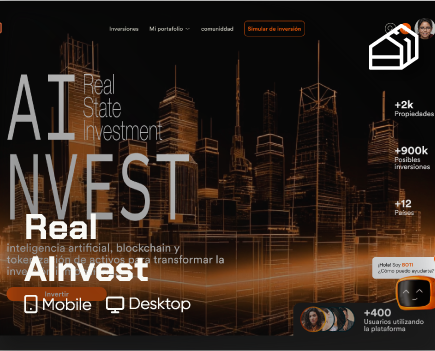 Inversiones
Mi portafolio
comuniddad
Simular de inversión
AI
Real
State
Investment
NVEST
+2k
Propiedades
+900k
Posibles
inversiones
+12
Países
Real
AInvest
inteligencia artificial, blockchain y
tokenización de activos para transformar la
Invertir
Mobile
Desktop
¡Hola! Soy BOTI
¿Cómo puedo ayudarte?
+400
Usuarios utilizando
la plataforma